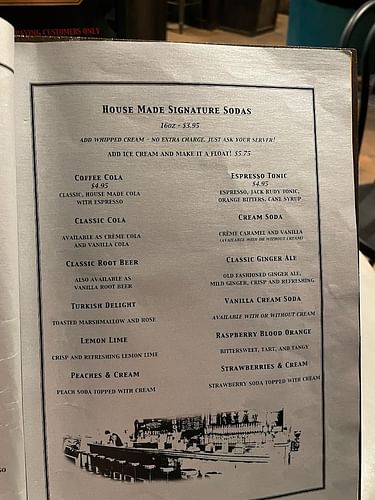 PAYING CUSTOMERS ONLY
HOUSE MADE SIGNATURE SODAS
16oz - $3.95
ADD WHIPPED CREAM - NO EXTRA CHARGE, JUST ASK YOUR SERVER!
ADD ICE CREAM AND MAKE IT A FLOAT! $5.75
COFFEE COLA
$4.95
CLASSIC, HOUSE MADE COLA
WITH ESPRESSO
CLASSIC COLA
AVAILABLE AS CRÈME COLA
AND VANILLA COLA
CLASSIC ROOT BEER
ALSO AVAILABLE AS
VANILLA ROOT BEER
TURKISH DELIGHT
TOASTED MARSHMALLOW AND ROSE
LEMON LIME
CRISP AND REFRESHING LEMON LIME
PEACHES & CREAM
PEACH SODA TOPPED WITH CREAM
ESPRESSO TONIC
$4.95
ESPRESSO, JACK RUDY TONIC,
ORANGE BITTERS, CANE SYRUP
CREAM SODA
CRÈME CARAMEL AND VANILLA
(AVAILABLE WITH OR WITHOUT CREAM)
CLASSIC GINGER ALE
OLD FASHIONED GINGER ALE,
MILD GINGER, CRISP AND REFRESHING
VANILLA CREAM SODA
AVAILABLE WITH OR WITHOUT CREAM
RASPBERRY BLOOD ORANGE
BITTERSWEET, TART, AND TANGY
STRAWBERRIES & CREAM
STRAWBERRY SODA TOPPED WITH CREAM